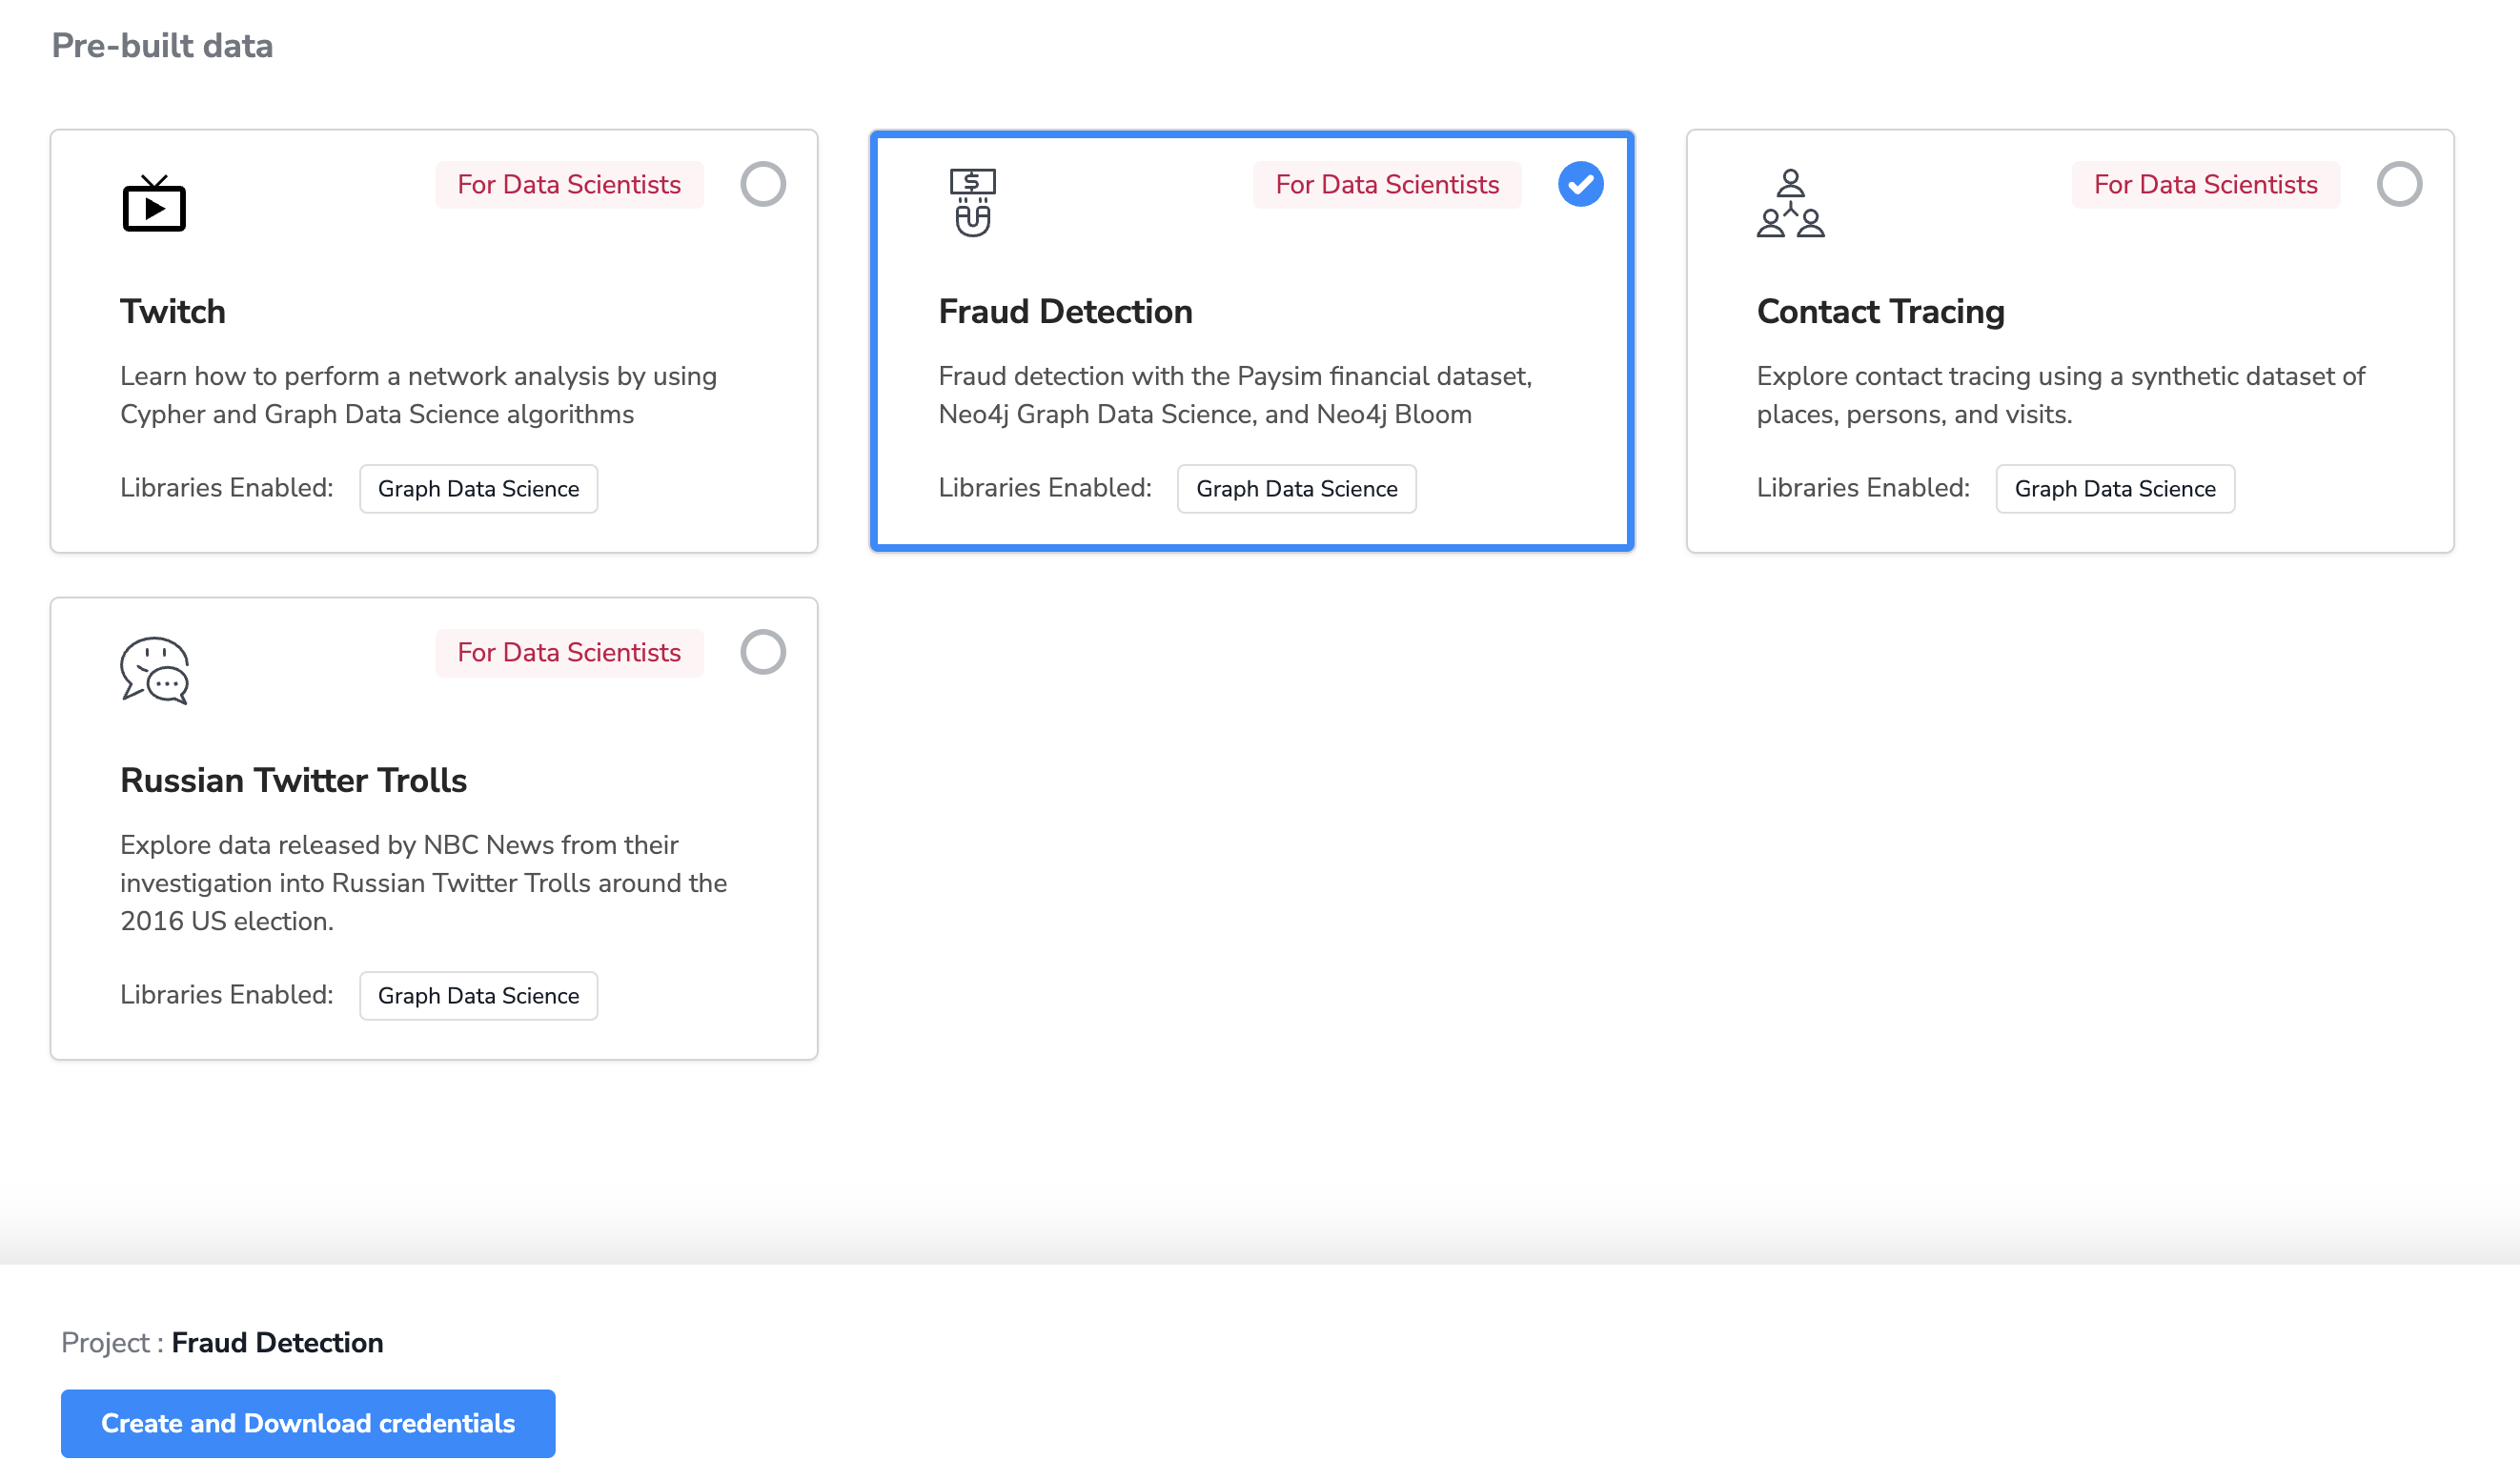 Pre-built data
For Data Scientists
Twitch
Learn how to perform a network analysis by using
Cypher and Graph Data Science algorithms
Libraries Enabled: Graph Data Science
For Data Scientists
Fraud Detection
Fraud detection with the Paysim financial dataset,
Neo4j Graph Data Science, and Neo4j Bloom
Libraries Enabled: Graph Data Science
For Data Scientists
Contact Tracing
Explore contact tracing using a synthetic dataset of
places, persons, and visits.
Libraries Enabled: Graph Data Science
For Data Scientists
Russian Twitter Trolls
Explore data released by NBC News from their
investigation into Russian Twitter Trolls around the
2016 US election.
Libraries Enabled: Graph Data Science
Project : Fraud Detection
Create and Download credentials